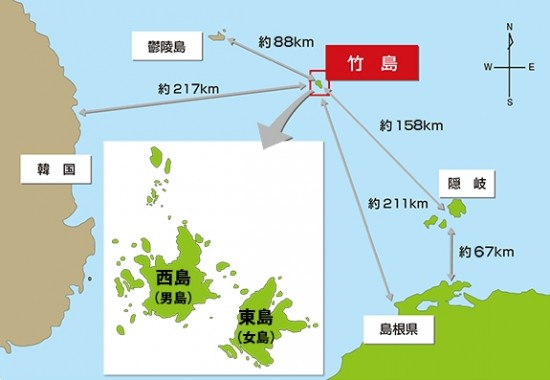 鬱陵島
約88km
竹 島
N
W E
S
約217km
約158km
韓 国
隠 岐
約211km
約67km
西島
(男島)
東島
(女島)
島根県